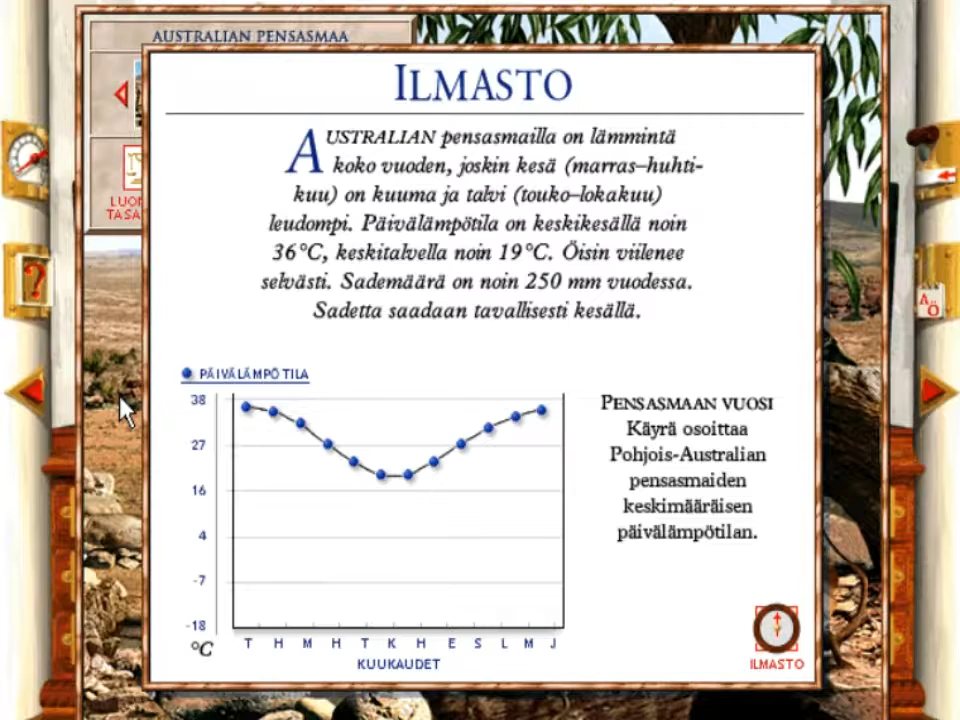 AUSTRALIAN PENSASMAA
ILMASTO
AUSTRALIAN pensasmailla on lämmintä
koko vuoden, joskin kesä (marras–huhti-
kuu) on kuuma ja talvi (touko–lokakuu)
leudompi. Päivälämpötila on keskikesällä noin
36°C, keskitalvella noin 19°C. Öisin viilenee
selvästi. Sademäärä on noin 250 mm vuodessa.
Sadetta saadaan tavallisesti kesällä.
PÄIVÄLÄMPÖTILA
38
27
16
4
-7
-18
°C
T H M H T K H E S L M J
KUUKAUDET
PENSASMAAN VUOSI
Käyrä osoittaa
Pohjois-Australian
pensasmaiden
keskimääräisen
päivälämpötilan.
ILMASTO
?
A Ö